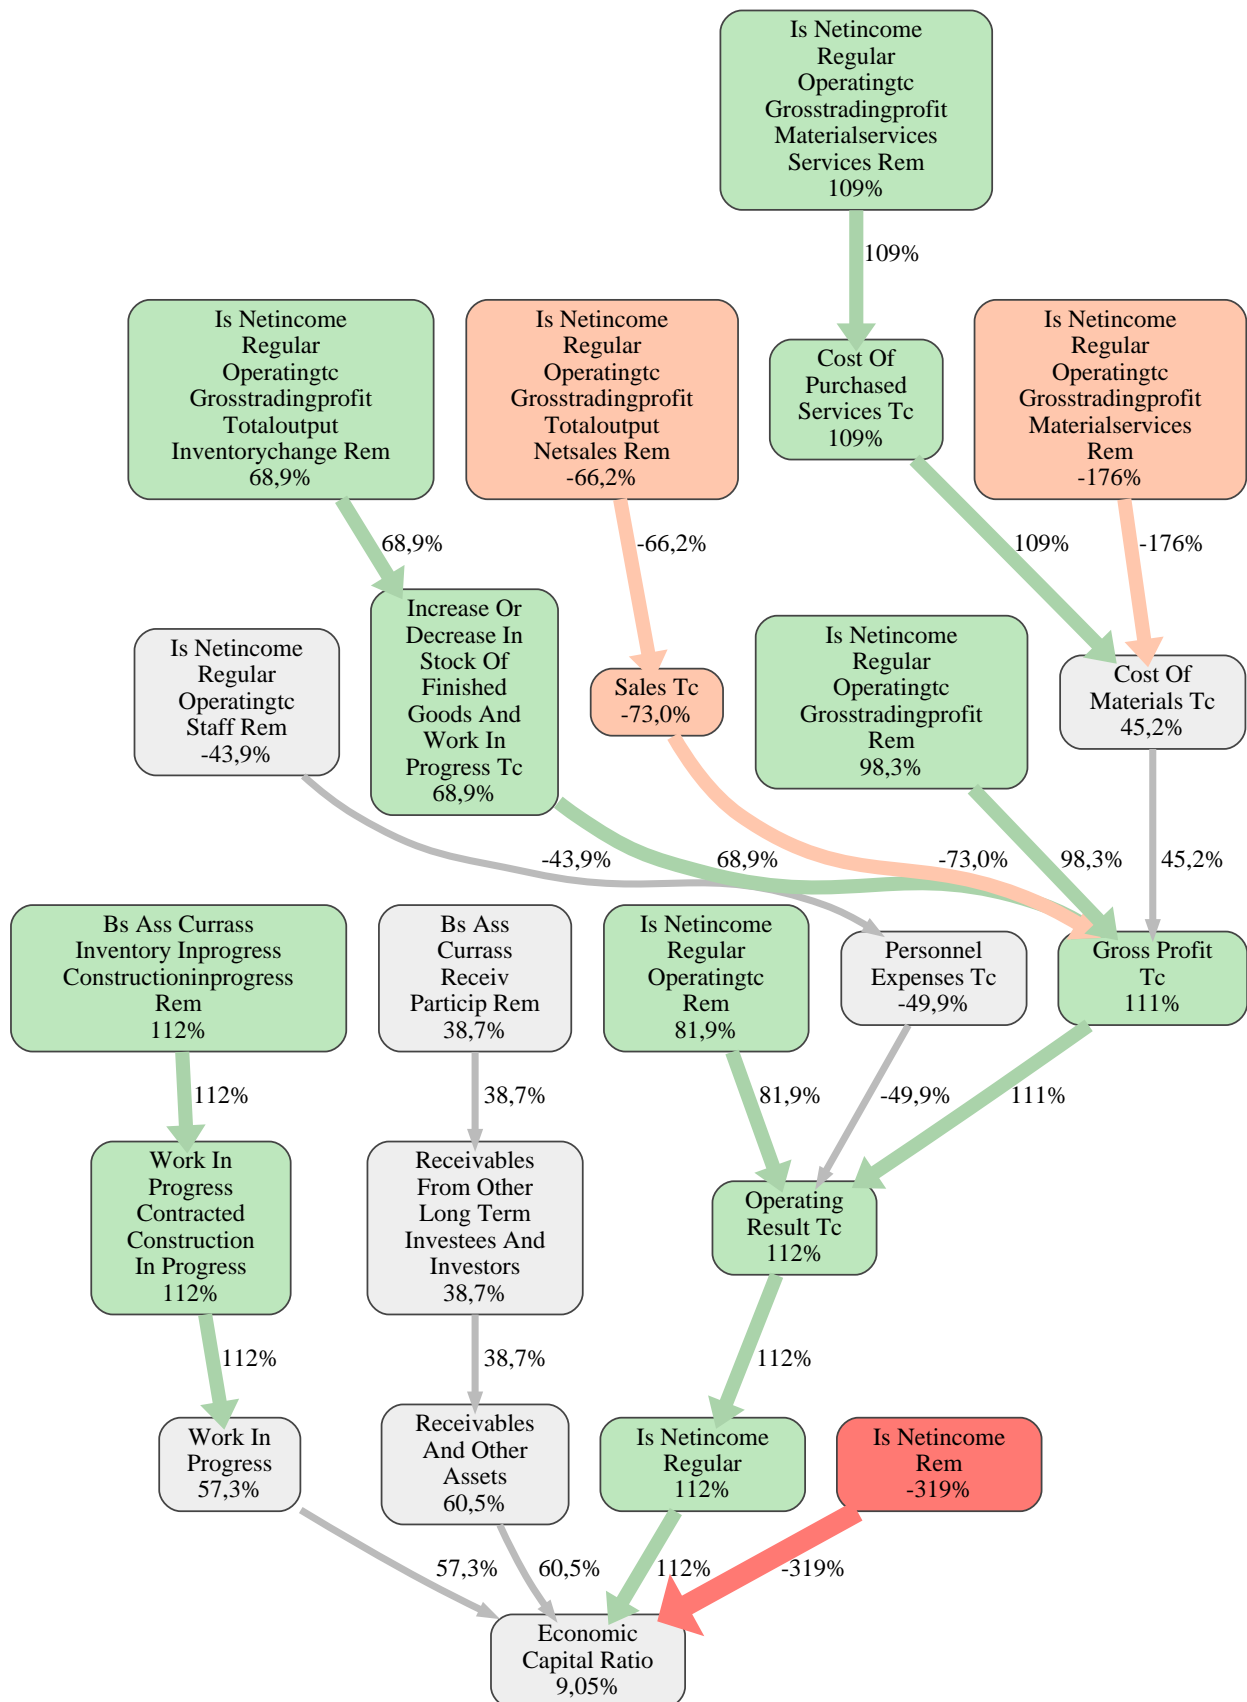 Is Netincome
Regular
Operatingtc
Grosstradingprofit
Materialservices
Services Rem
109%
109%
Is Netincome
Regular
Operatingtc
Grosstradingprofit
Totaloutput
Inventorychange Rem
68,9%
Is Netincome
Regular
Operatingtc
Grosstradingprofit
Totaloutput
Netsales Rem
-66,2%
Cost Of
Purchased
Services Tc
109%
Is Netincome
Regular
Operatingtc
Grosstradingprofit
Materialservices
Rem
-176%
68,9%
-66,2%
109%
-176%
Is Netincome
Regular
Operatingtc
Staff Rem
-43,9%
Increase Or
Decrease In
Stock Of
Finished
Goods And
Work In
Progress Tc
68,9%
Sales Tc
-73,0%
Is Netincome
Regular
Operatingtc
Grosstradingprofit
Rem
98,3%
Cost Of
Materials Tc
45,2%
-43,9%
68,9%
-73,0%
98,3%
45,2%
Bs Ass Currass
Inventory Inprogress
Constructioninprogress
Rem
112%
Bs Ass
Currass
Receiv
Particip Rem
38,7%
Is Netincome
Regular
Operatingtc
Rem
81,9%
Personnel
Expenses Tc
-49,9%
Gross Profit
Tc
111%
112%
38,7%
81,9%
-49,9%
111%
Work In
Progress
Contracted
Construction
In Progress
112%
Receivables
From Other
Long Term
Investees And
Investors
38,7%
Operating
Result Tc
112%
112%
38,7%
112%
Work In
Progress
57,3%
Receivables
And Other
Assets
60,5%
Is Netincome
Regular
112%
Is Netincome
Rem
-319%
57,3%
60,5%
112%
-319%
Economic
Capital Ratio
9,05%